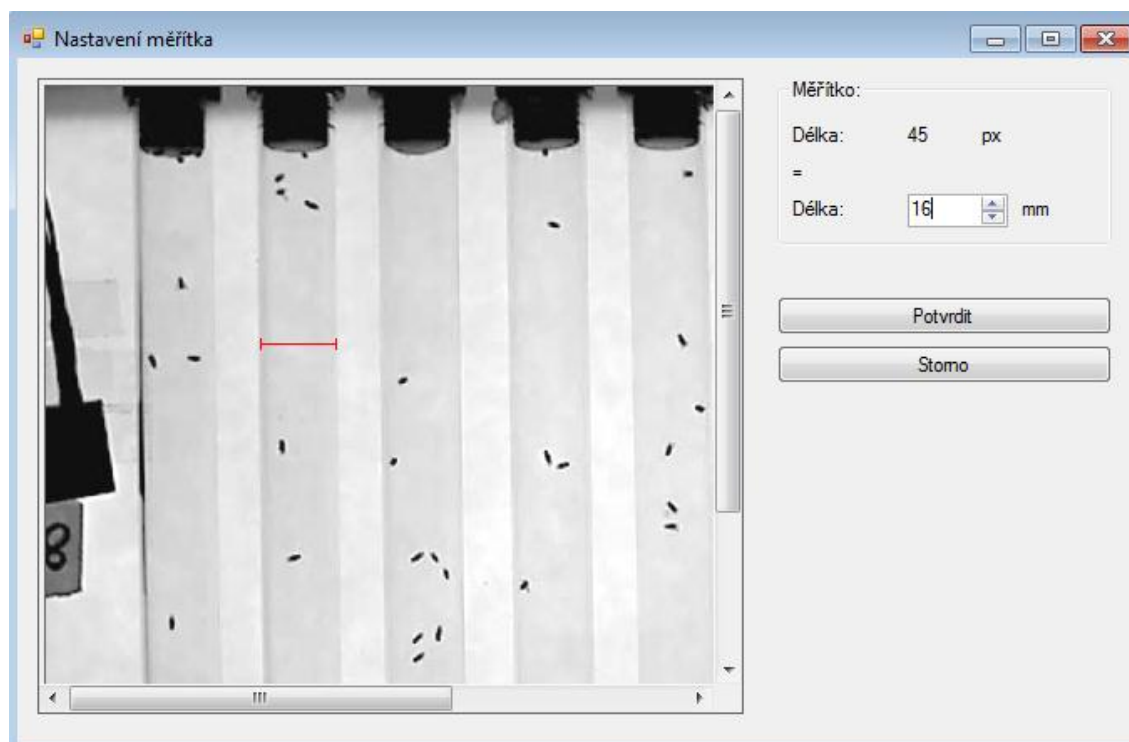 Nastavení měřítka
Měřítko:
Délka: 45 px
=
Délka: 16 mm
Potvrdit
Storno
8